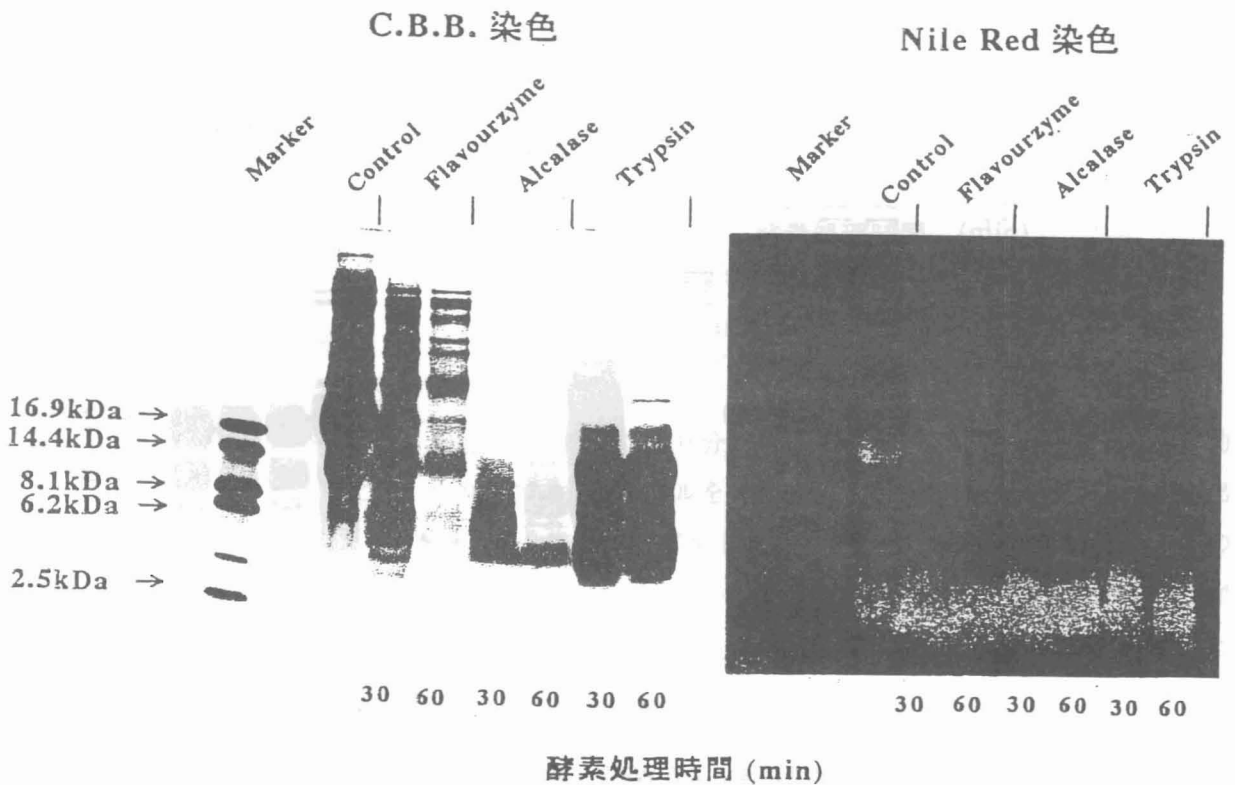 C.B.B. 染色
Nile Red 染色
Marker
Control
Flavourzyme
Alcalase
Trypsin
Marker
Control
Flavourzyme
Alcalase
Trypsin
16.9kDa →
14.4kDa →
8.1kDa →
6.2kDa →
2.5kDa →
30 60 30 60 30 60
30 60 30 60 30 60
酵素処理時間 (min)